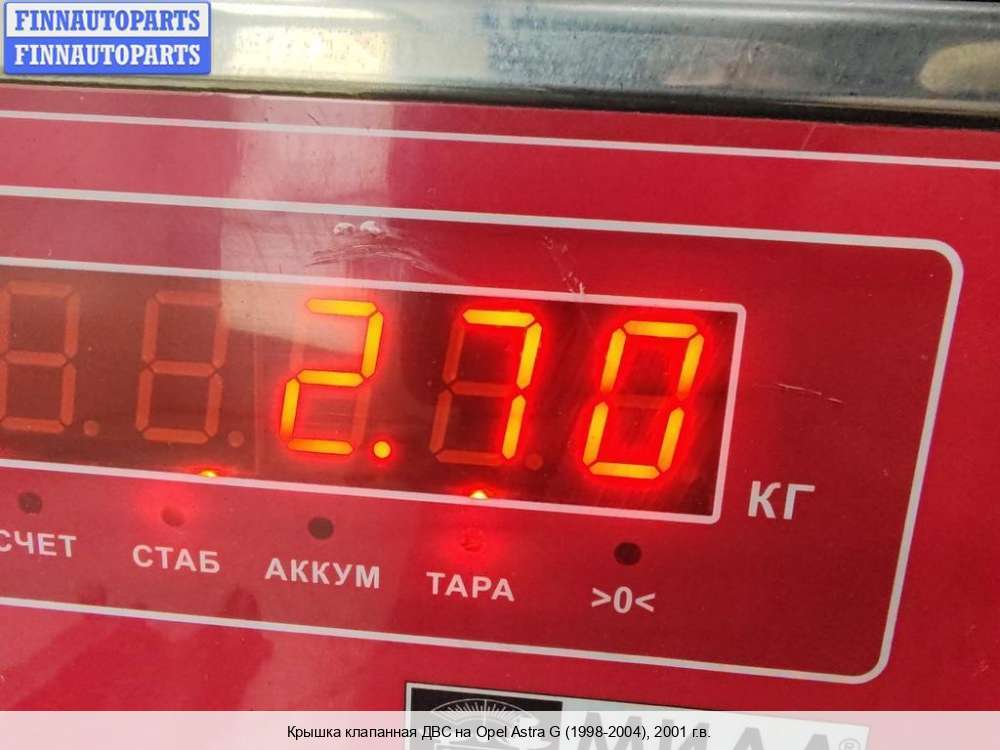 FINNAUTOPARTS
FINNAUTOPARTS
2.70
КГ
СЧЕТ СТАБ АККУМ ТАРА >0<
Крышка клапанная ДВС на Opel Astra G (1998-2004), 2001 г.в.